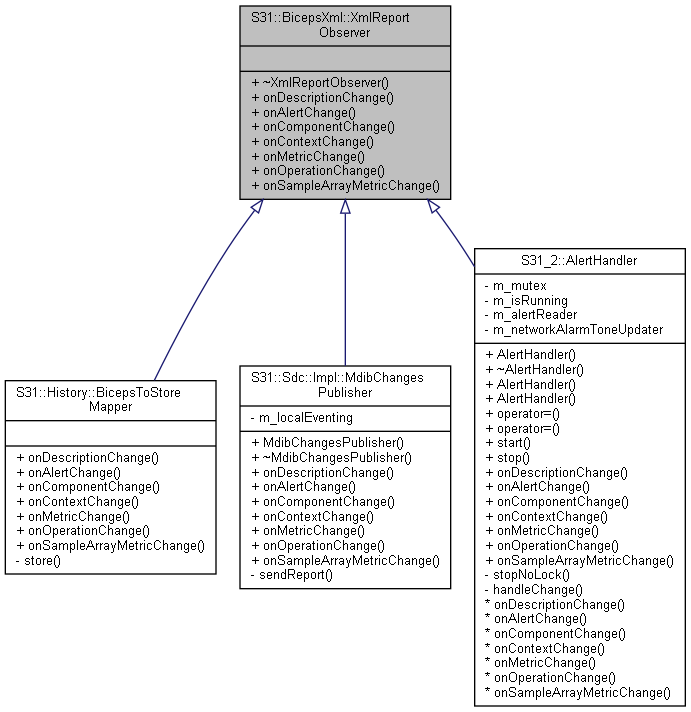 S31::BicepsXml::XmlReport
Observer
+ ~XmlReportObserver()
+ onDescriptionChange()
+ onAlertChange()
+ onComponentChange()
+ onContextChange()
+ onMetricChange()
+ onOperationChange()
+ onSampleArrayMetricChange()
S31::History::BicepsToStore
Mapper
+ onDescriptionChange()
+ onAlertChange()
+ onComponentChange()
+ onContextChange()
+ onMetricChange()
+ onOperationChange()
+ onSampleArrayMetricChange()
- store()
S31::Sdc::Impl::MdibChanges
Publisher
- m_localEventing
+ MdibChangesPublisher()
+ ~MdibChangesPublisher()
+ onDescriptionChange()
+ onAlertChange()
+ onComponentChange()
+ onContextChange()
+ onMetricChange()
+ onOperationChange()
+ onSampleArrayMetricChange()
- sendReport()
S31_2::AlertHandler
- m_mutex
- m_isRunning
- m_alertReader
- m_networkAlarmToneUpdater
+ AlertHandler()
+ ~AlertHandler()
+ AlertHandler()
+ AlertHandler()
+ operator=()
+ operator=()
+ start()
+ stop()
+ onDescriptionChange()
+ onAlertChange()
+ onComponentChange()
+ onContextChange()
+ onMetricChange()
+ onOperationChange()
+ onSampleArrayMetricChange()
- stopNoLock()
- handleChange()
* onDescriptionChange()
* onAlertChange()
* onComponentChange()
* onContextChange()
* onMetricChange()
* onOperationChange()
* onSampleArrayMetricChange()